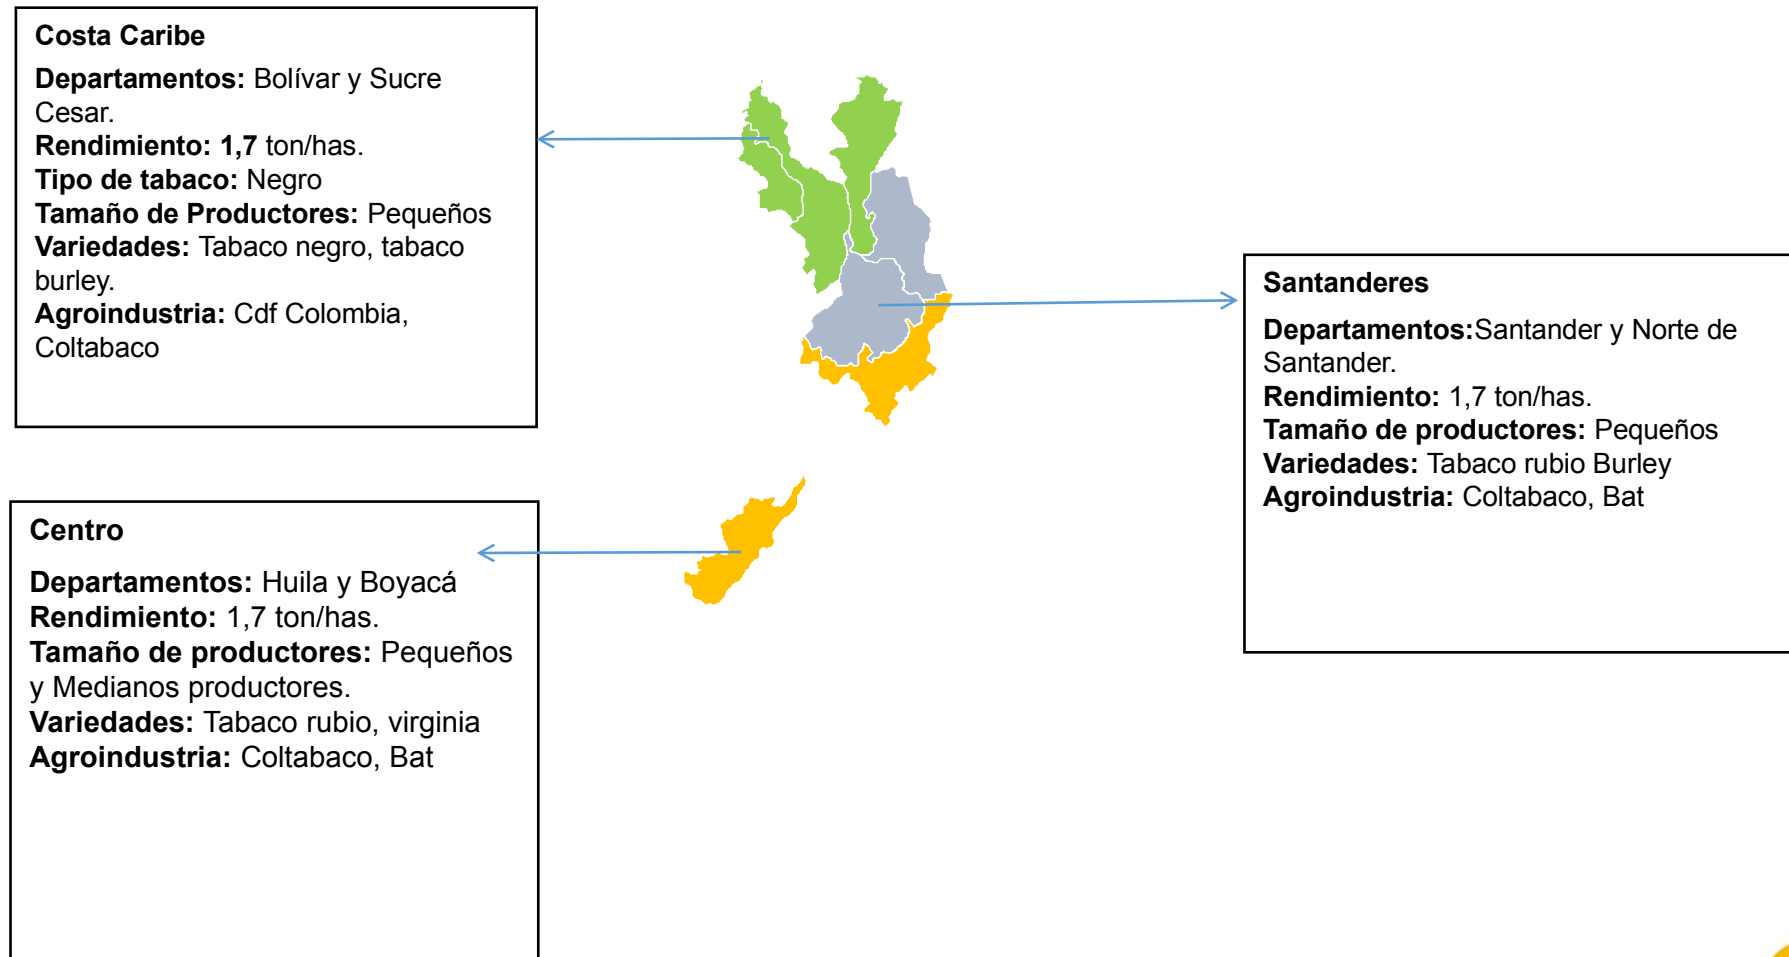 Costa Caribe
Departamentos: Bolívar y Sucre
Cesar.
Rendimiento: 1,7 ton/has.
Tipo de tabaco: Negro
Tamaño de Productores: Pequeños
Variedades: Tabaco negro, tabaco
burley.
Agroindustria: Cdf Colombia,
Coltabaco
Santanderes
Departamentos:Santander y Norte de
Santander.
Rendimiento: 1,7 ton/has.
Tamaño de productores: Pequeños
Variedades: Tabaco rubio Burley
Agroindustria: Coltabaco, Bat
Centro
Departamentos: Huila y Boyacá
Rendimiento: 1,7 ton/has.
Tamaño de productores: Pequeños
y Medianos productores.
Variedades: Tabaco rubio, virginia
Agroindustria: Coltabaco, Bat